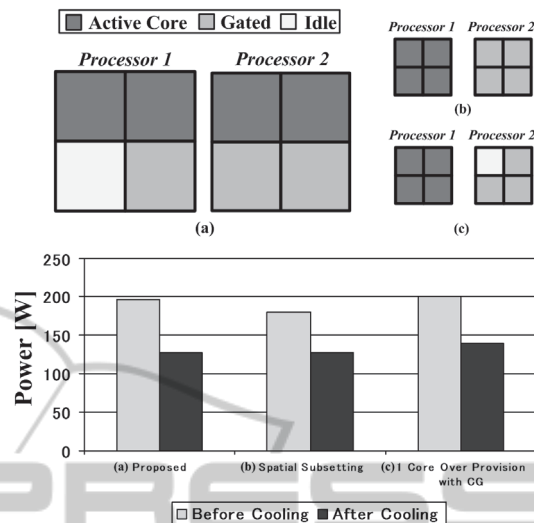 Active Core Gated Idle
Processor 1 Processor 2
(a)
Processor 1 Processor 2
(b)
Processor 1 Processor 2
(c)
Power [W]
250
200
150
100
50
0
(a) Proposed (b) Spatial Subsetting (c) 1 Core Over Provision
with CG
Before Cooling After Cooling
PRESS